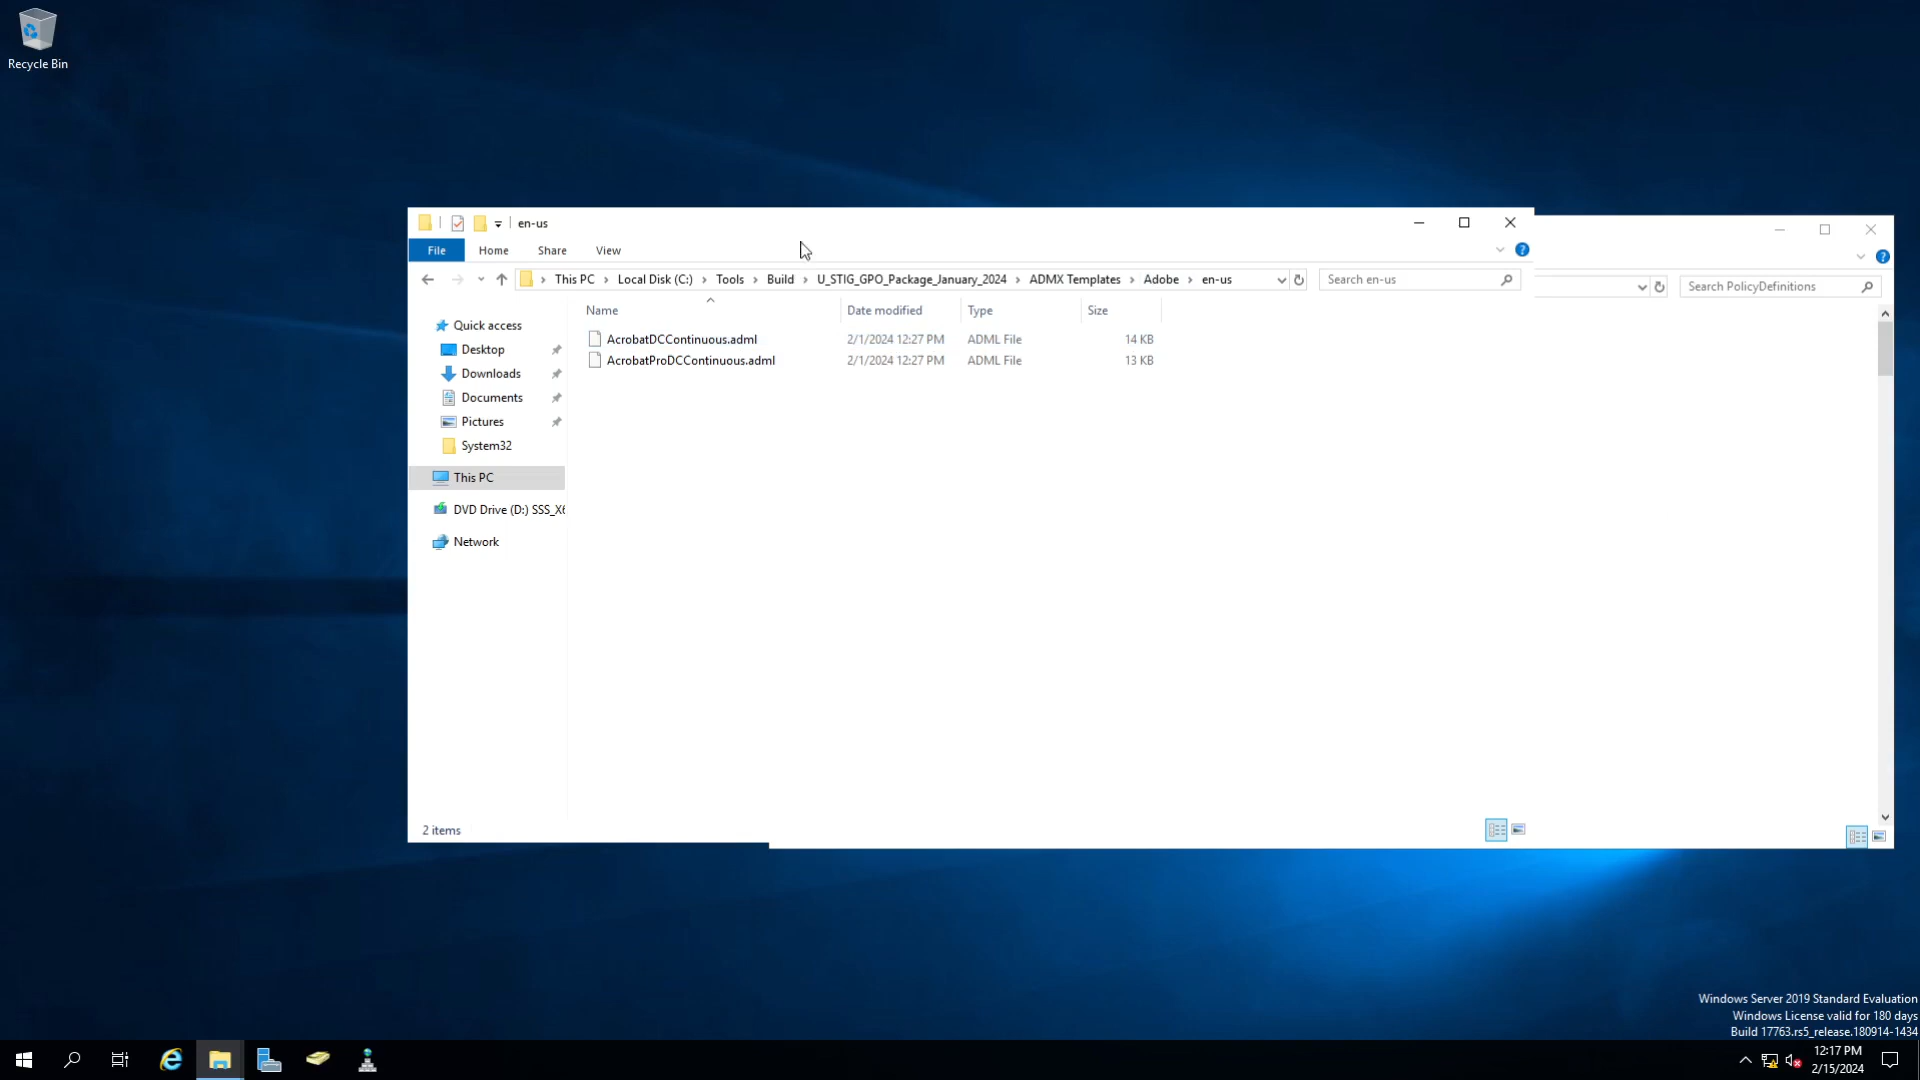 Recycle Bin
en-us
File Home Share View
This PC Local Disk (C:) Tools Build U_STIG_GPO_Package_January_2024 ADMX Templates Adobe en-us
Search en-us
Search PolicyDefinitions
Name Date modified Type Size
AcrobatDCContinuous.adml 2/1/2024 12:27 PM ADML File 14 KB
AcrobatProDCContinuous.adml 2/1/2024 12:27 PM ADML File 13 KB
Quick access
Desktop
Downloads
Documents
Pictures
System32
This PC
DVD Drive (D:) SSS_X6
Network
2 items
Windows Server 2019 Standard Evaluation
Windows License valid for 180 days
Build 17763.rs5_release.180914-1434
12:17 PM
2/15/2024